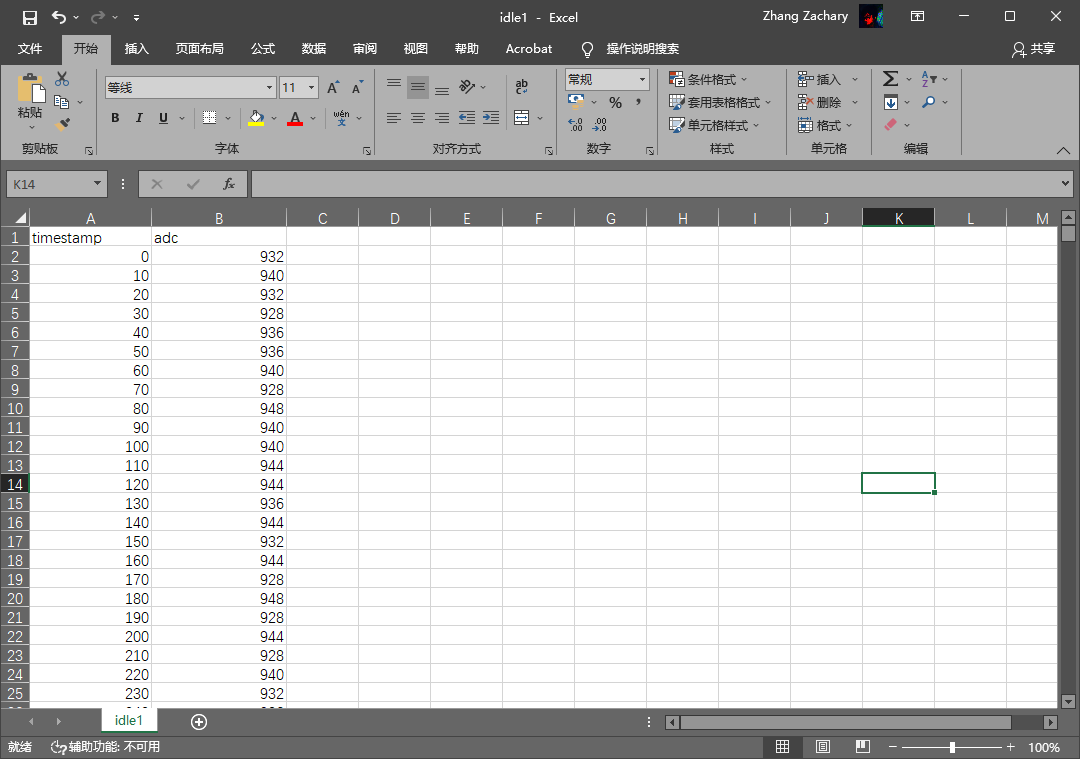 idle1 - Excel
Zhang Zachary
文件 开始 插入 页面布局 公式 数据 审阅 视图 帮助 Acrobat 操作说明搜索 共享
粘贴
剪贴板
等线 11
B I U A wén 文
字体
ab c
对齐方式
常规
% ,
数字
条件格式
套用表格格式
单元格样式
样式
插入
删除
格式
单元格
编辑
K14 fx
A B C D E F G H I J K L M
1 timestamp adc
2 0 932
3 10 940
4 20 932
5 30 928
6 40 936
7 50 936
8 60 940
9 70 928
10 80 948
11 90 940
12 100 940
13 110 944
14 120 944
15 130 936
16 140 944
17 150 932
18 160 944
19 170 928
20 180 948
21 190 928
22 200 944
23 210 928
24 220 940
25 230 932
idle1
就绪 辅助功能: 不可用 100%